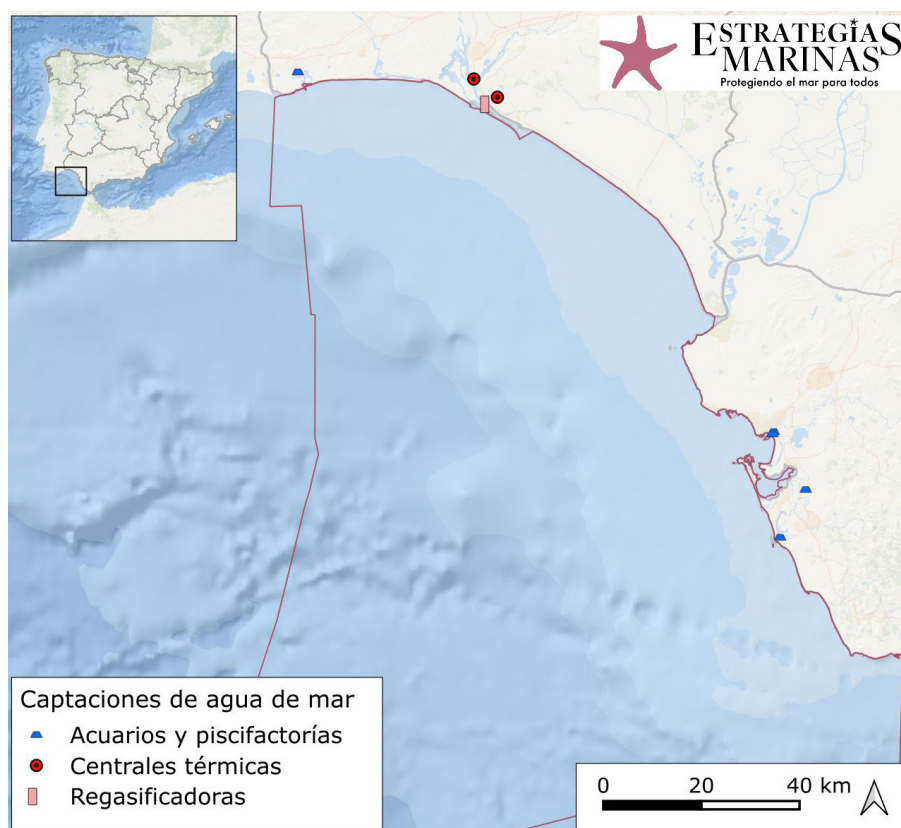 ESTRATEGIAS
MARINAS
Protegiendo el mar para todos
Captaciones de agua de mar
Acuarios y piscifactorías
Centrales térmicas
Regasificadoras
0 20 40 km